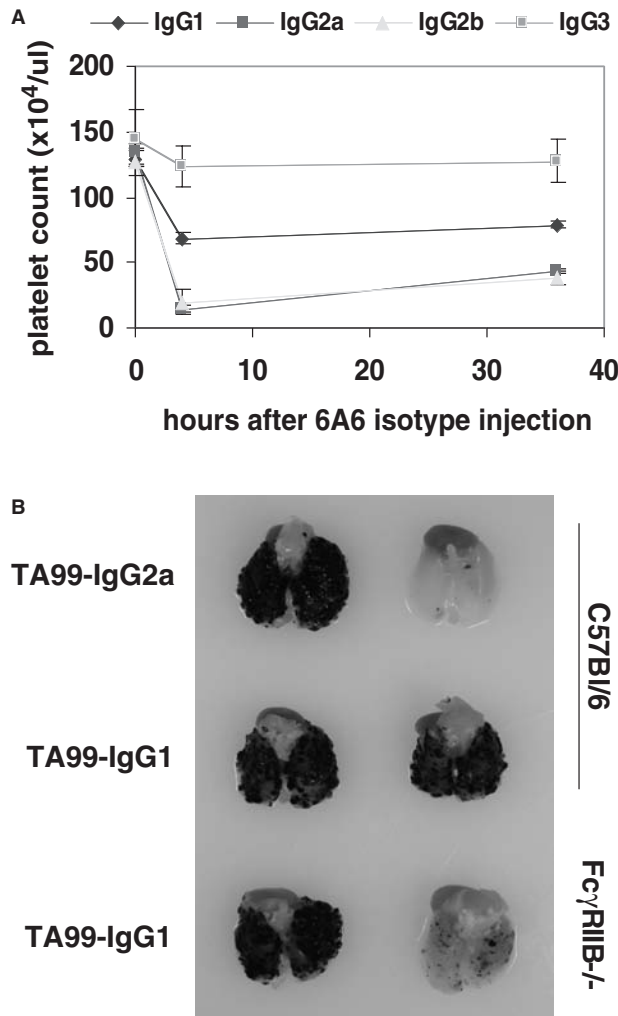 A
IgG1 IgG2a IgG2b IgG3
platelet count (x10⁴/ul)
200
150
100
50
0
0 10 20 30 40
hours after 6A6 isotype injection
B
TA99-IgG2a
TA99-IgG1
TA99-IgG1
C57Bl/6
FcγRIIB-/-